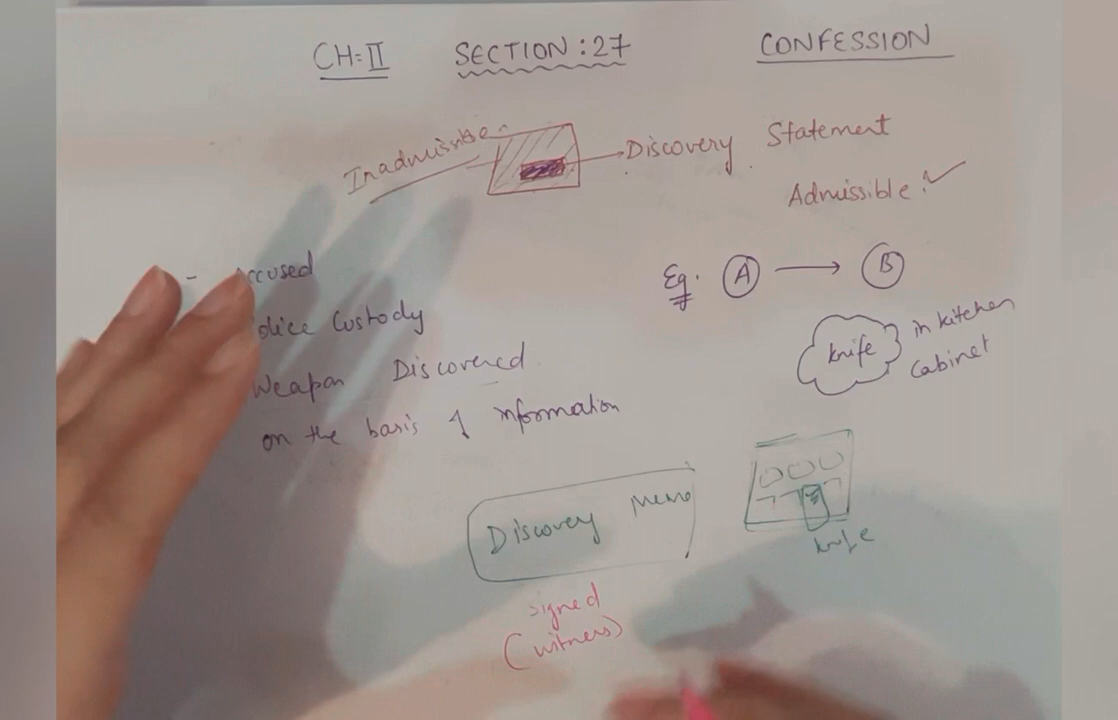 CH=II SECTION:27 CONFESSION
Inadmissible
Discovery Statement
Admissible
- ccused
olice Custody
Weapon Discovered
on the basis of information
Eg. A → B
knife in kitchen
cabinet
Discovery Memo
knife
signed
(witness)